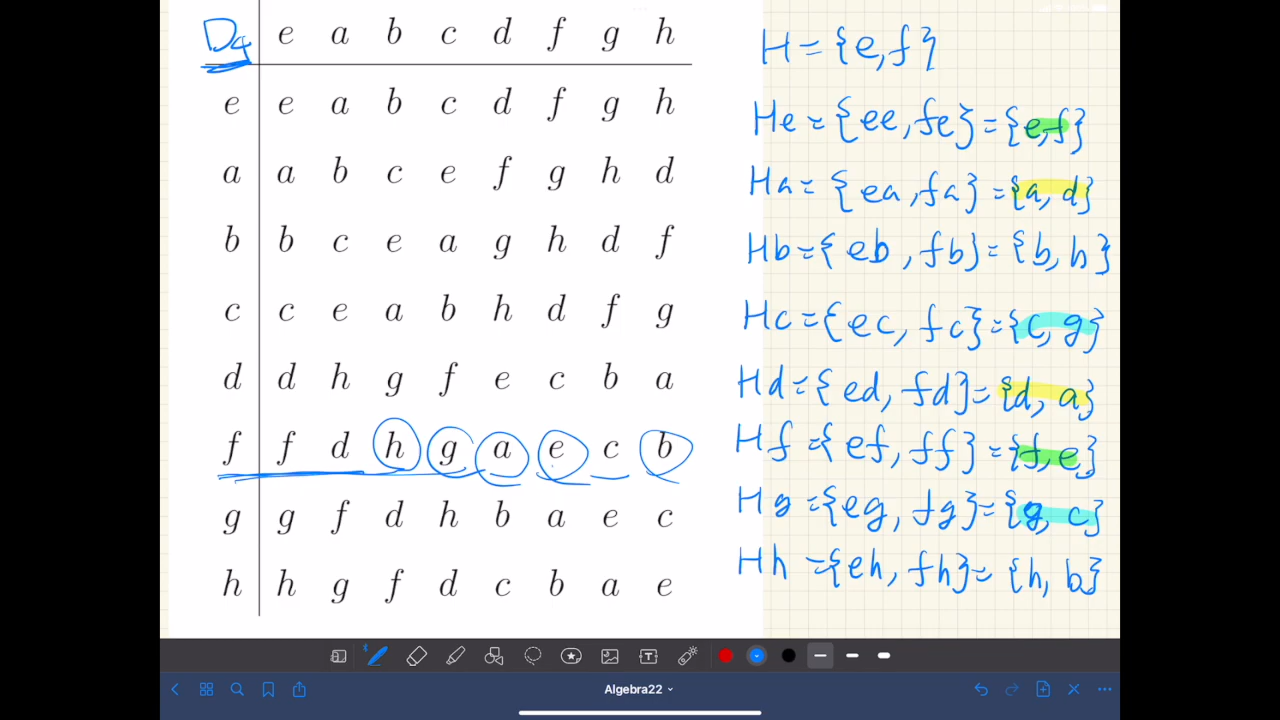 D4 e a b c d f g h
e e a b c d f g h
a a b c e f g h d
b b c e a g h d f
c c e a b h d f g
d d h g f e c b a
f f d h g a e c b
g g f d h b a e c
h h g f d c b a e
H = {e,f}
He = {ee, fe} = {e,f}
Ha = {ea, fa} = {a, d}
Hb = {eb, fb} = {b, h}
Hc = {ec, fc} = {c, g}
Hd = {ed, fd} = {d, a}
Hf = {ef, ff} = {f, e}
Hg = {eg, fg} = {g, c}
Hh = {eh, fh} = {h, b}
Algebra22